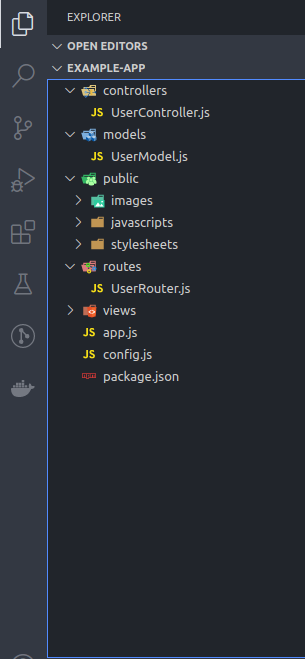 EXPLORER
OPEN EDITORS
EXAMPLE-APP
controllers
JS UserController.js
models
JS UserModel.js
public
images
javascripts
stylesheets
routes
JS UserRouter.js
views
JS app.js
JS config.js
package.json